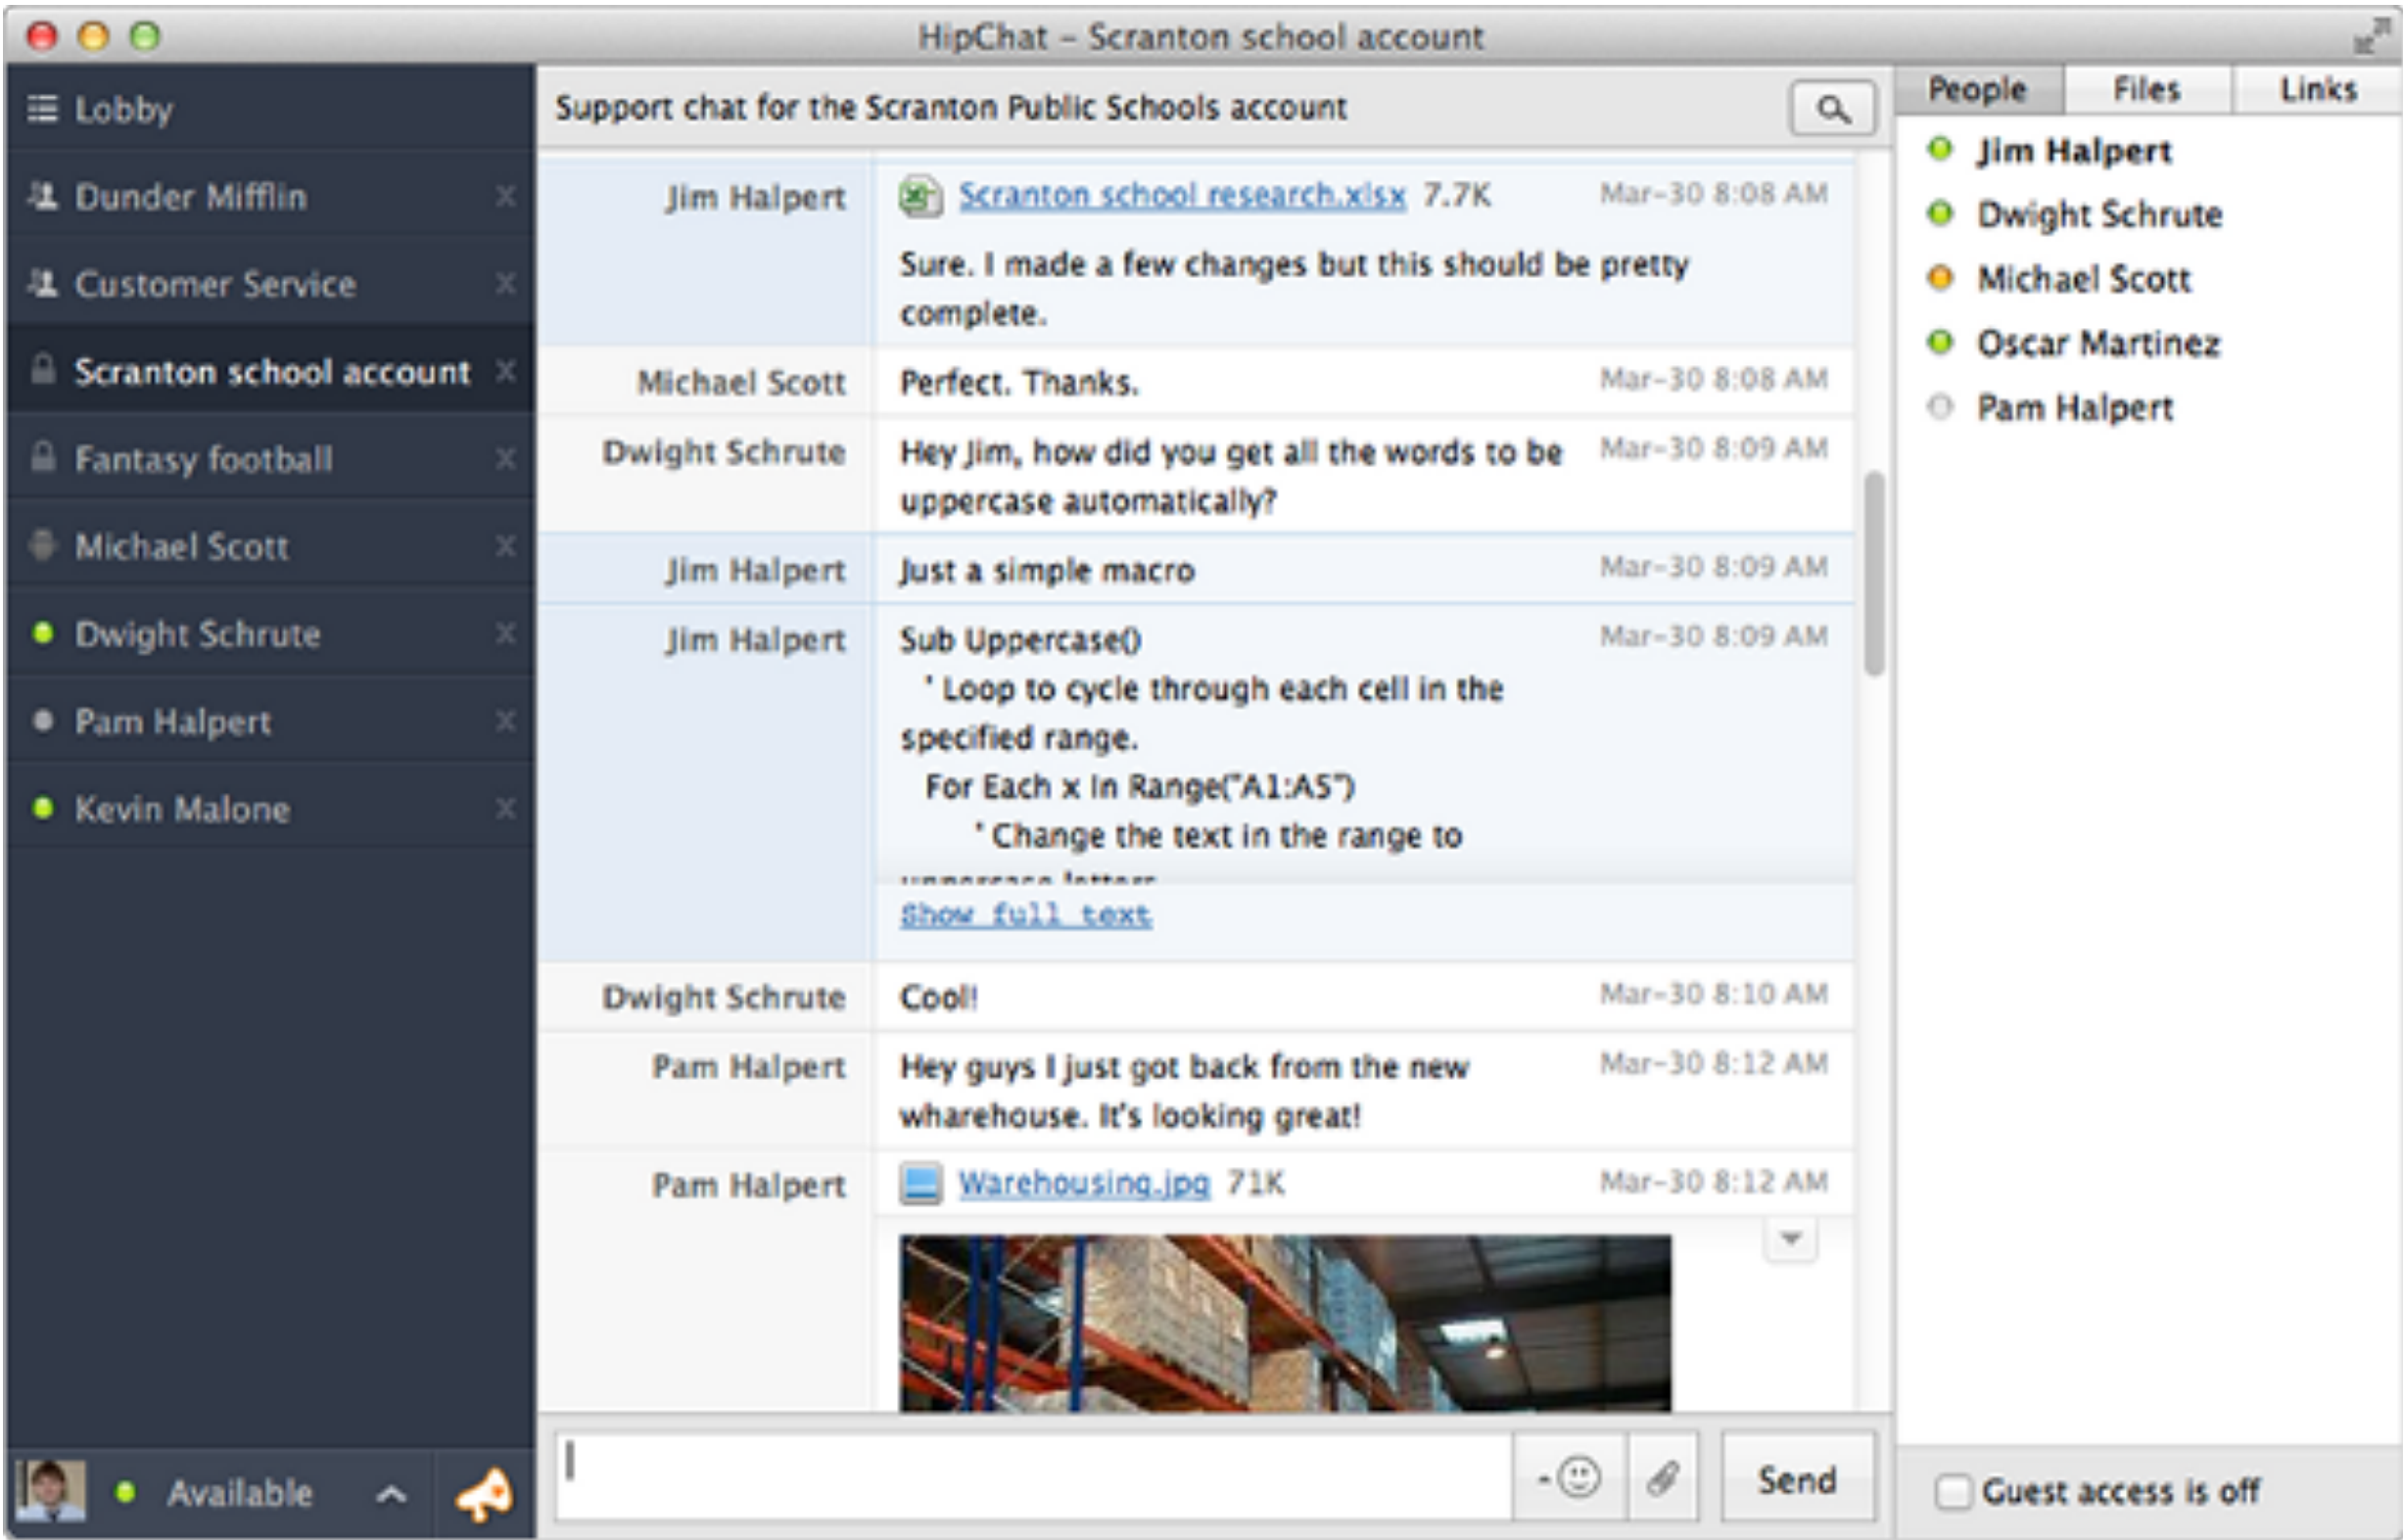 HipChat – Scranton school account
Lobby
Dunder Mifflin
Customer Service
Scranton school account
Fantasy football
Michael Scott
Dwight Schrute
Pam Halpert
Kevin Malone
Available
Support chat for the Scranton Public Schools account
Jim Halpert
Scranton school research.xlsx 7.7K
Mar-30 8:08 AM
Sure. I made a few changes but this should be pretty
complete.
Michael Scott
Perfect. Thanks.
Mar-30 8:08 AM
Dwight Schrute
Hey Jim, how did you get all the words to be
uppercase automatically?
Mar-30 8:09 AM
Jim Halpert
Just a simple macro
Mar-30 8:09 AM
Jim Halpert
Sub Uppercase()
Mar-30 8:09 AM
' Loop to cycle through each cell in the
specified range.
For Each x In Range("A1:A5")
' Change the text in the range to
uppercase letters
Show full text
Dwight Schrute
Cool!
Mar-30 8:10 AM
Pam Halpert
Hey guys I just got back from the new
wharehouse. It's looking great!
Mar-30 8:12 AM
Pam Halpert
Warehousing.jpg 71K
Mar-30 8:12 AM
Send
People
Files
Links
Jim Halpert
Dwight Schrute
Michael Scott
Oscar Martinez
Pam Halpert
Guest access is off